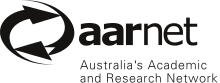 aarnet
Australia's Academic
and Research Network